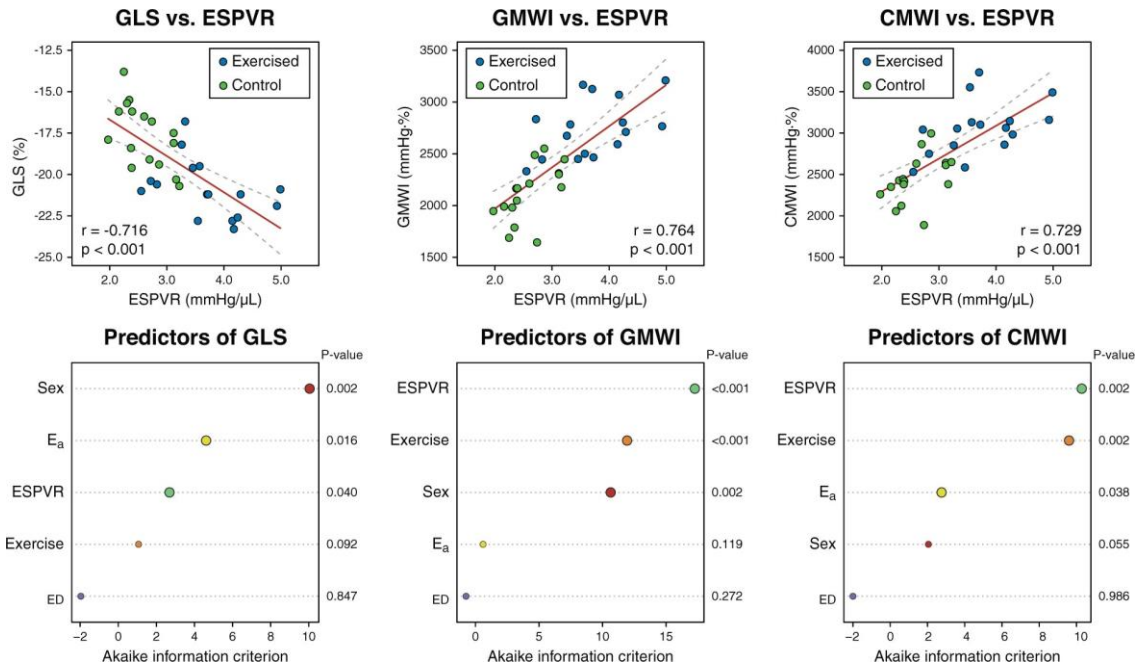 GLS vs. ESPVR
-12.5
-15.0
-17.5
-20.0
-22.5
-25.0
GLS (%)
Exercised
Control
r = -0.716
p < 0.001
2.0 3.0 4.0 5.0
ESPVR (mmHg/µL)
GMWI vs. ESPVR
3500
3000
2500
2000
1500
GMWI (mmHg·%)
Exercised
Control
r = 0.764
p < 0.001
2.0 3.0 4.0 5.0
ESPVR (mmHg/µL)
CMWI vs. ESPVR
4000
3500
3000
2500
2000
1500
CMWI (mmHg·%)
Exercised
Control
r = 0.729
p < 0.001
2.0 3.0 4.0 5.0
ESPVR (mmHg/µL)
Predictors of GLS
P-value
Sex 0.002
Ea 0.016
ESPVR 0.040
Exercise 0.092
ED 0.847
−2 0 2 4 6 8 10
Akaike information criterion
Predictors of GMWI
P-value
ESPVR <0.001
Exercise <0.001
Sex 0.002
Ea 0.119
ED 0.272
0 5 10 15
Akaike information criterion
Predictors of CMWI
P-value
ESPVR 0.002
Exercise 0.002
Ea 0.038
Sex 0.055
ED 0.986
−2 0 2 4 6 8 10
Akaike information criterion